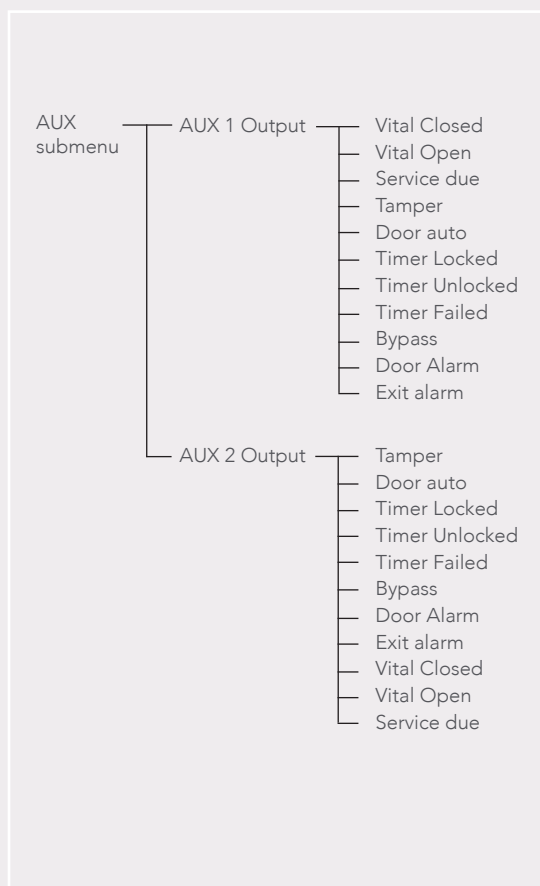 AUX
submenu
AUX 1 Output
Vital Closed
Vital Open
Service due
Tamper
Door auto
Timer Locked
Timer Unlocked
Timer Failed
Bypass
Door Alarm
Exit alarm
AUX 2 Output
Tamper
Door auto
Timer Locked
Timer Unlocked
Timer Failed
Bypass
Door Alarm
Exit alarm
Vital Closed
Vital Open
Service due